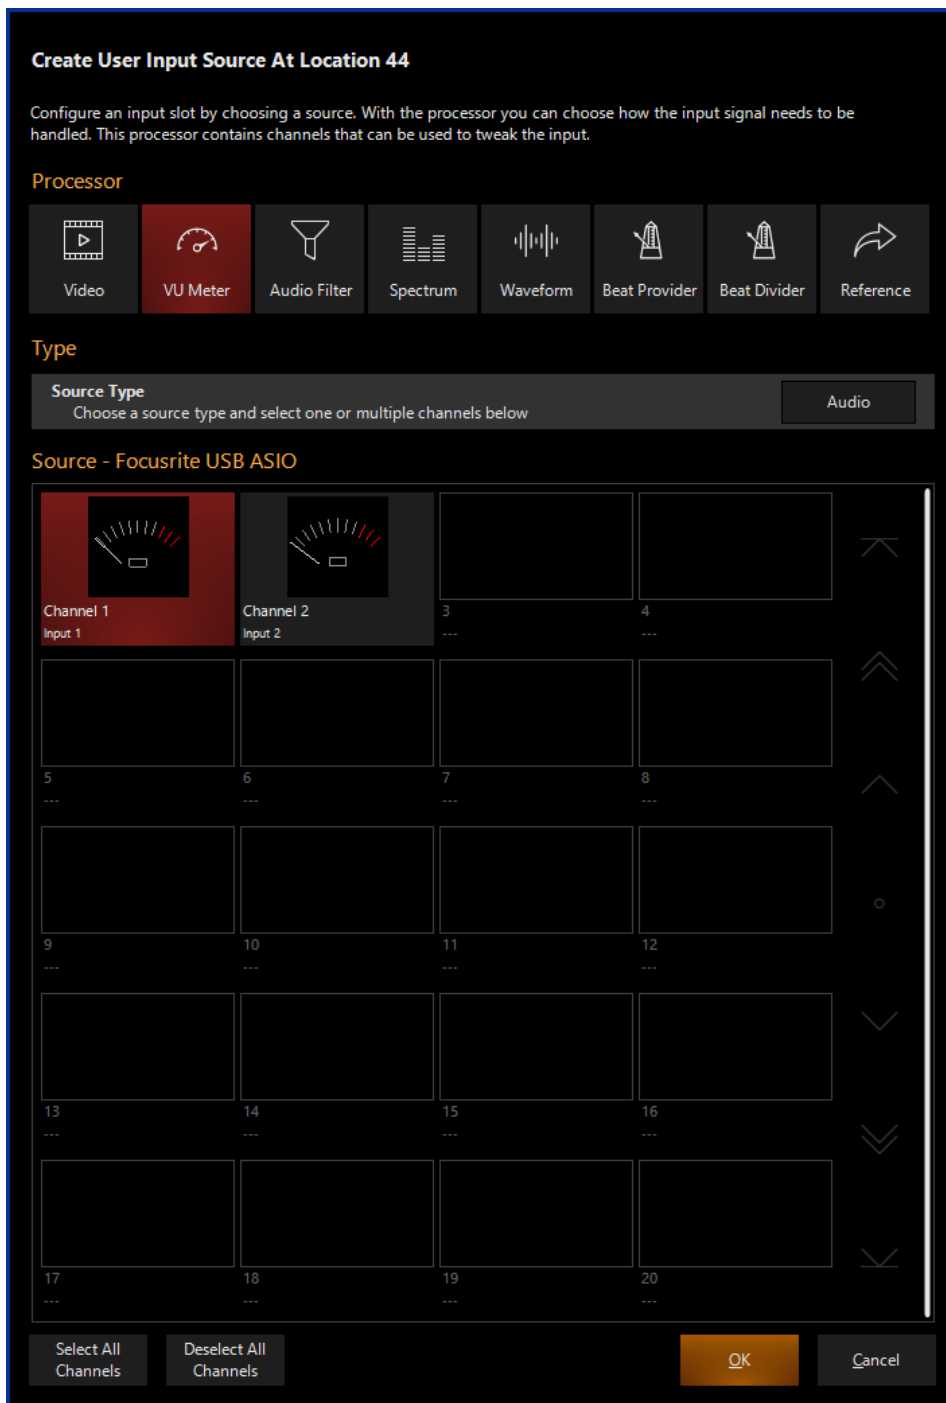 Create User Input Source At Location 44
Configure an input slot by choosing a source. With the processor you can choose how the input signal needs to be
handled. This processor contains channels that can be used to tweak the input.
Processor
Video
VU Meter
Audio Filter
Spectrum
Waveform
Beat Provider
Beat Divider
Reference
Type
Source Type
Choose a source type and select one or multiple channels below
Audio
Source - Focusrite USB ASIO
Channel 1
Input 1
Channel 2
Input 2
3
---
4
---
5
---
6
---
7
---
8
---
9
---
10
---
11
---
12
---
13
---
14
---
15
---
16
---
17
---
18
---
19
---
20
---
Select All
Channels
Deselect All
Channels
OK
Cancel